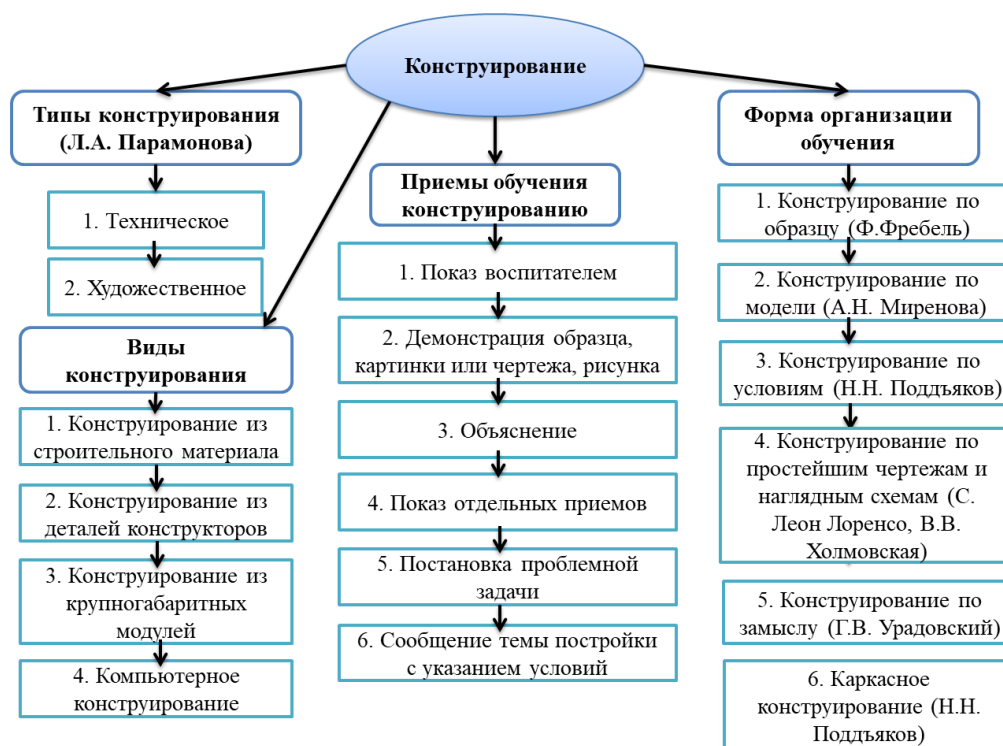 Конструирование
Типы конструирования
(Л.А. Парамонова)
1. Техническое
2. Художественное
Виды
конструирования
1. Конструирование из
строительного материала
2. Конструирование из
деталей конструкторов
3. Конструирование из
крупногабаритных
модулей
4. Компьютерное
конструирование
Приемы обучения
конструированию
1. Показ воспитателем
2. Демонстрация образца,
картинки или чертежа, рисунка
3. Объяснение
4. Показ отдельных приемов
5. Постановка проблемной
задачи
6. Сообщение темы постройки
с указанием условий
Форма организации
обучения
1. Конструирование по
образцу (Ф.Фребель)
2. Конструирование по
модели (А.Н. Миренова)
3. Конструирование по
условиям (Н.Н. Поддъяков)
4. Конструирование по
простейшим чертежам и
наглядным схемам (С.
Леон Лоренсо, В.В.
Холмовская)
5. Конструирование по
замыслу (Г.В. Урадовский)
6. Каркасное
конструирование (Н.Н.
Поддъяков)